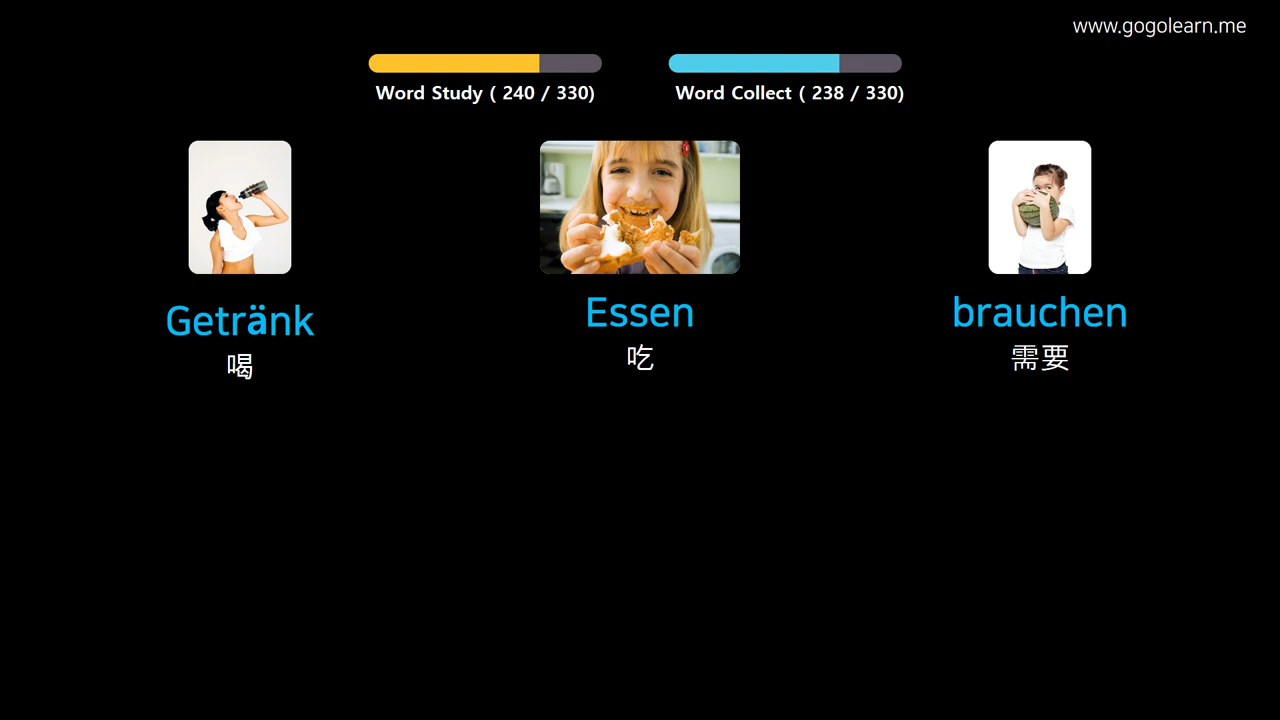 www.gogolearn.me
Word Study ( 240 / 330)
Word Collect ( 238 / 330)
Getränk
喝
Essen
吃
brauchen
需要